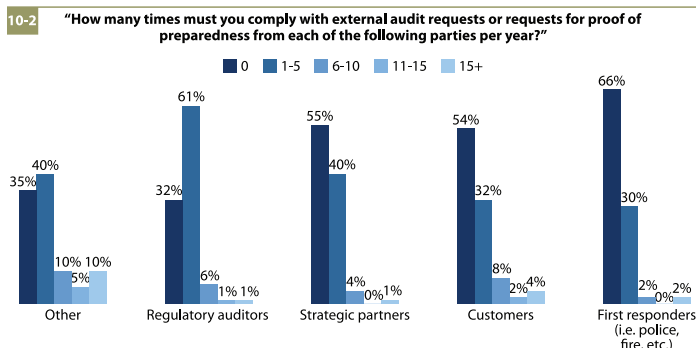 10-2
"How many times must you comply with external audit requests or requests for proof of
preparedness from each of the following parties per year?"
0 1-5 6-10 11-15 15+
35% 40% 10% 5% 10%
32% 61% 6% 1% 1%
55% 40% 4% 0% 1%
54% 32% 8% 2% 4%
66% 30% 2% 0% 2%
Other Regulatory auditors Strategic partners Customers First responders
(i.e. police,
fire, etc.)